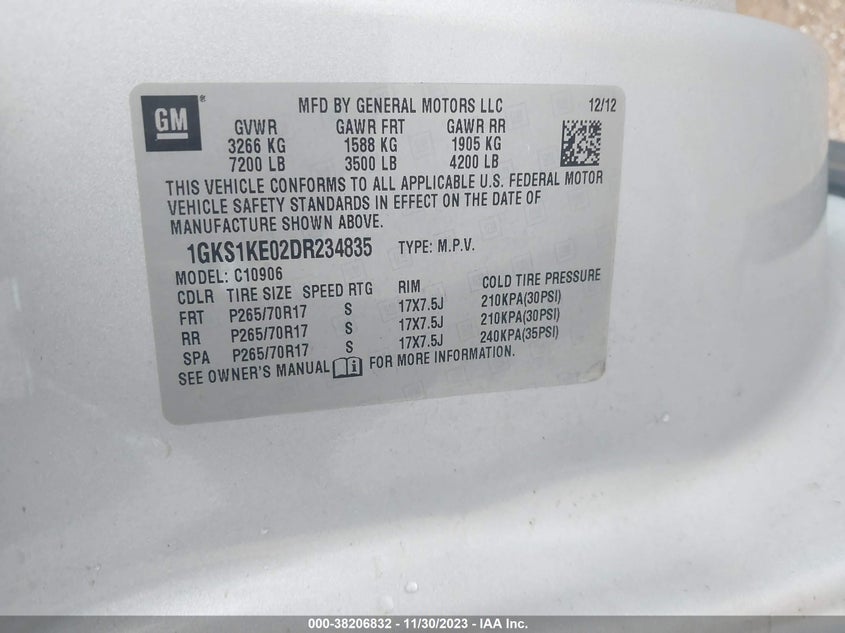 GM ®
MFD BY GENERAL MOTORS LLC 12/12
GVWR GAWR FRT GAWR RR
3266 KG 1588 KG 1905 KG
7200 LB 3500 LB 4200 LB
THIS VEHICLE CONFORMS TO ALL APPLICABLE U.S. FEDERAL MOTOR
VEHICLE SAFETY STANDARDS IN EFFECT ON THE DATE OF
MANUFACTURE SHOWN ABOVE.
1GKS1KE02DR234835 TYPE: M.P.V.
MODEL: C10906
CDLR TIRE SIZE SPEED RTG RIM COLD TIRE PRESSURE
FRT P265/70R17 S 17X7.5J 210KPA(30PSI)
RR P265/70R17 S 17X7.5J 210KPA(30PSI)
SPA P265/70R17 S 17X7.5J 240KPA(35PSI)
SEE OWNER'S MANUAL i FOR MORE INFORMATION.
000-38206832 - 11/30/2023 - IAA Inc.